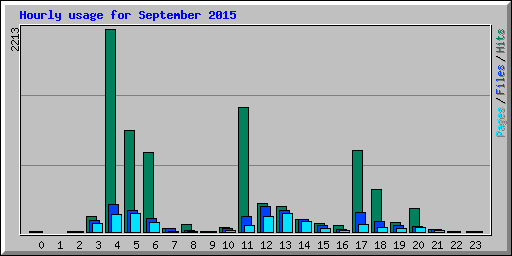 Hourly usage for September 2015
2213
Pages/Files/Hits
0 1 2 3 4 5 6 7 8 9 10 11 12 13 14 15 16 17 18 19 20 21 22 23